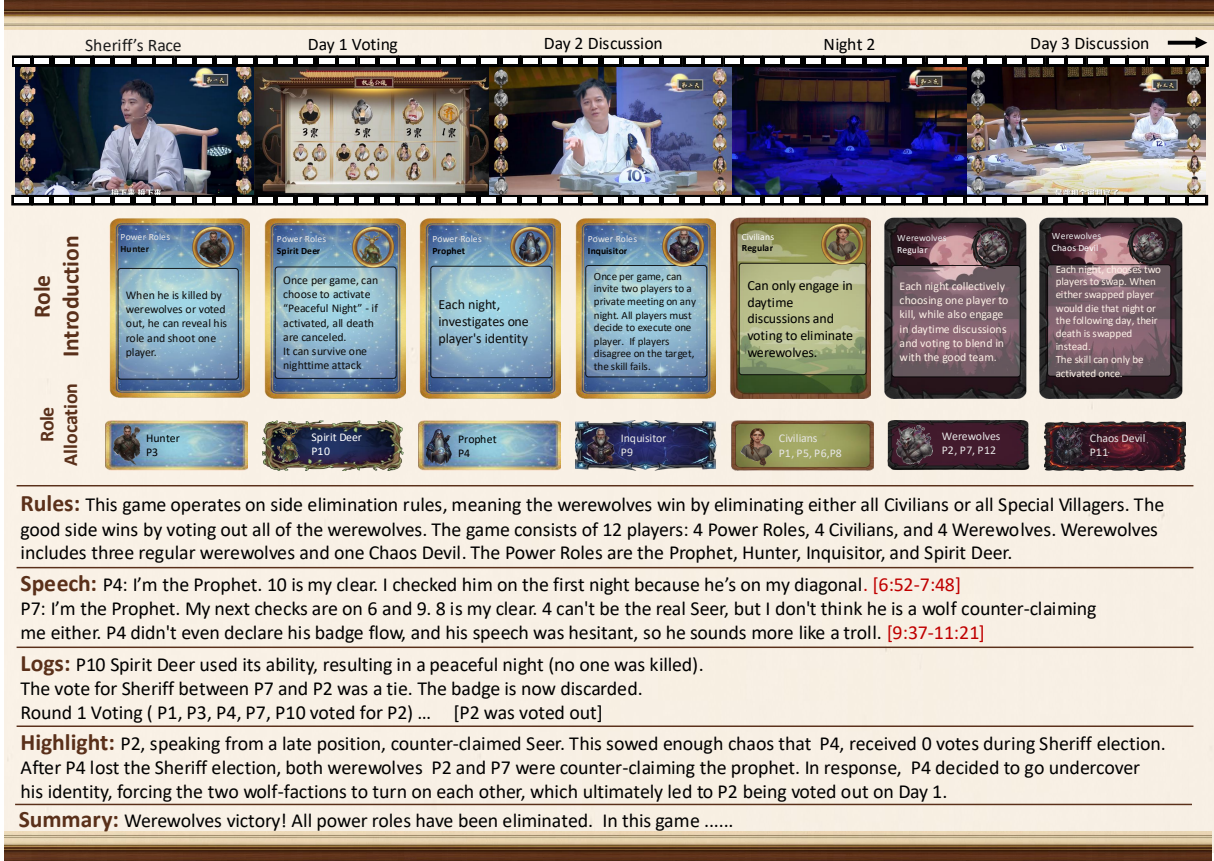 Sheriff's Race
Day 1 Voting
Day 2 Discussion
Night 2
Day 3 Discussion
3票
5票
3票
1票
10
12
Role
Introduction
Power Roles
Hunter
When he is killed by
werewolves or voted
out, he can reveal his
role and shoot one
player.
Power Roles
Spirit Deer
Once per game, can
choose to activate
"Peaceful Night" - if
activated, all death
are canceled.
It can survive one
nighttime attack
Power Roles
Prophet
Each night,
investigates one
player's identity
Power Roles
Inquisitor
Once per game, can
invite two players to a
private meeting on any
night. All players must
decide to execute one
player. If players
disagree on the target,
the skill fails.
Civilians
Regular
Can only engage in
daytime
discussions and
voting to eliminate
werewolves.
Werewolves
Regular
Each night collectively
choosing one player to
kill, while also engage
in daytime discussions
and voting to blend in
with the good team.
Werewolves
Chaos Devil
Each night, chooses two
players to swap. When
either swapped player
would die that night or
the following day, their
death is swapped
instead.
The skill can only be
activated once.
Role
Allocation
Hunter
P3
Spirit Deer
P10
Prophet
P4
Inquisitor
P9
Civilians
P1, P5, P6,P8
Werewolves
P2, P7, P12
Chaos Devil
P11
Rules: This game operates on side elimination rules, meaning the werewolves win by eliminating either all Civilians or all Special Villagers. The
good side wins by voting out all of the werewolves. The game consists of 12 players: 4 Power Roles, 4 Civilians, and 4 Werewolves. Werewolves
includes three regular werewolves and one Chaos Devil. The Power Roles are the Prophet, Hunter, Inquisitor, and Spirit Deer.
Speech: P4: I'm the Prophet. 10 is my clear. I checked him on the first night because he's on my diagonal. [6:52-7:48]
P7: I'm the Prophet. My next checks are on 6 and 9. 8 is my clear. 4 can't be the real Seer, but I don't think he is a wolf counter-claiming
me either. P4 didn't even declare his badge flow, and his speech was hesitant, so he sounds more like a troll. [9:37-11:21]
Logs: P10 Spirit Deer used its ability, resulting in a peaceful night (no one was killed).
The vote for Sheriff between P7 and P2 was a tie. The badge is now discarded.
Round 1 Voting ( P1, P3, P4, P7, P10 voted for P2) ... [P2 was voted out]
Highlight: P2, speaking from a late position, counter-claimed Seer. This sowed enough chaos that P4, received 0 votes during Sheriff election.
After P4 lost the Sheriff election, both werewolves P2 and P7 were counter-claiming the prophet. In response, P4 decided to go undercover
his identity, forcing the two wolf-factions to turn on each other, which ultimately led to P2 being voted out on Day 1.
Summary: Werewolves victory! All power roles have been eliminated. In this game ......